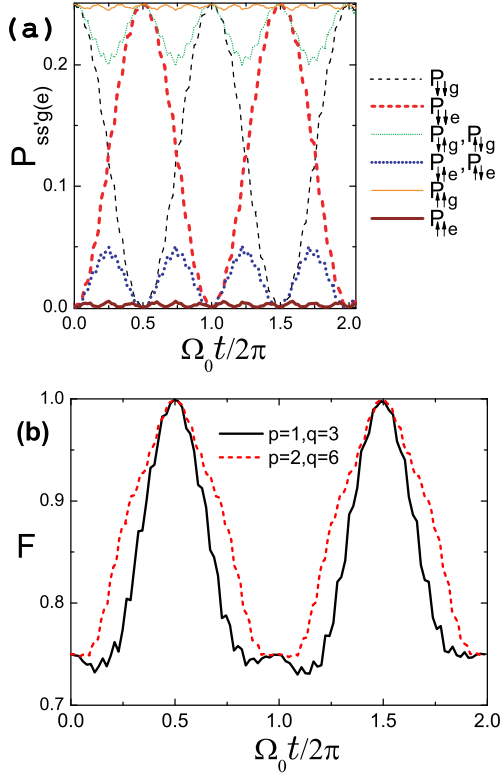 (a)
P ss'g(e)
0.2
0.1
0.0
0.0 0.5 1.0 1.5 2.0
Ω₀t/2π
P↓↓g
P↓↓e
P↓↑g,P↑↓g
P↓↑e,P↑↓e
P↑↑g
P↑↑e
(b)
F
1.0
0.9
0.8
0.7
p=1,q=3
p=2,q=6
0.0 0.5 1.0 1.5 2.0
Ω₀t/2π